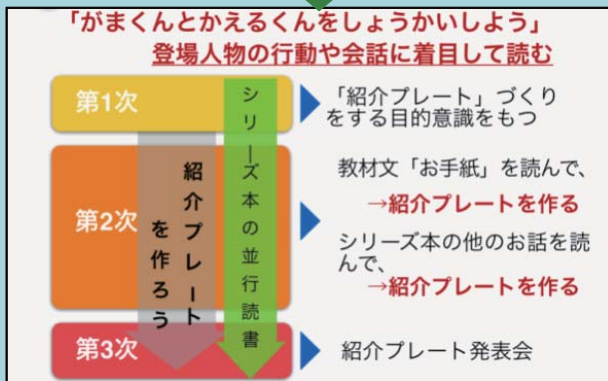 「がまくんとかえるくんをしょうかいしよう」
登場人物の行動や会話に着目して読む
第1次
「紹介プレート」づくり
をする目的意識をもつ
第2次
教材文「お手紙」を読んで、
→紹介プレートを作る
シリーズ本の他のお話を読
んで、
→紹介プレートを作る
第3次
紹介プレート発表会
紹介プレート
を作ろう
シリーズ本の並行読書